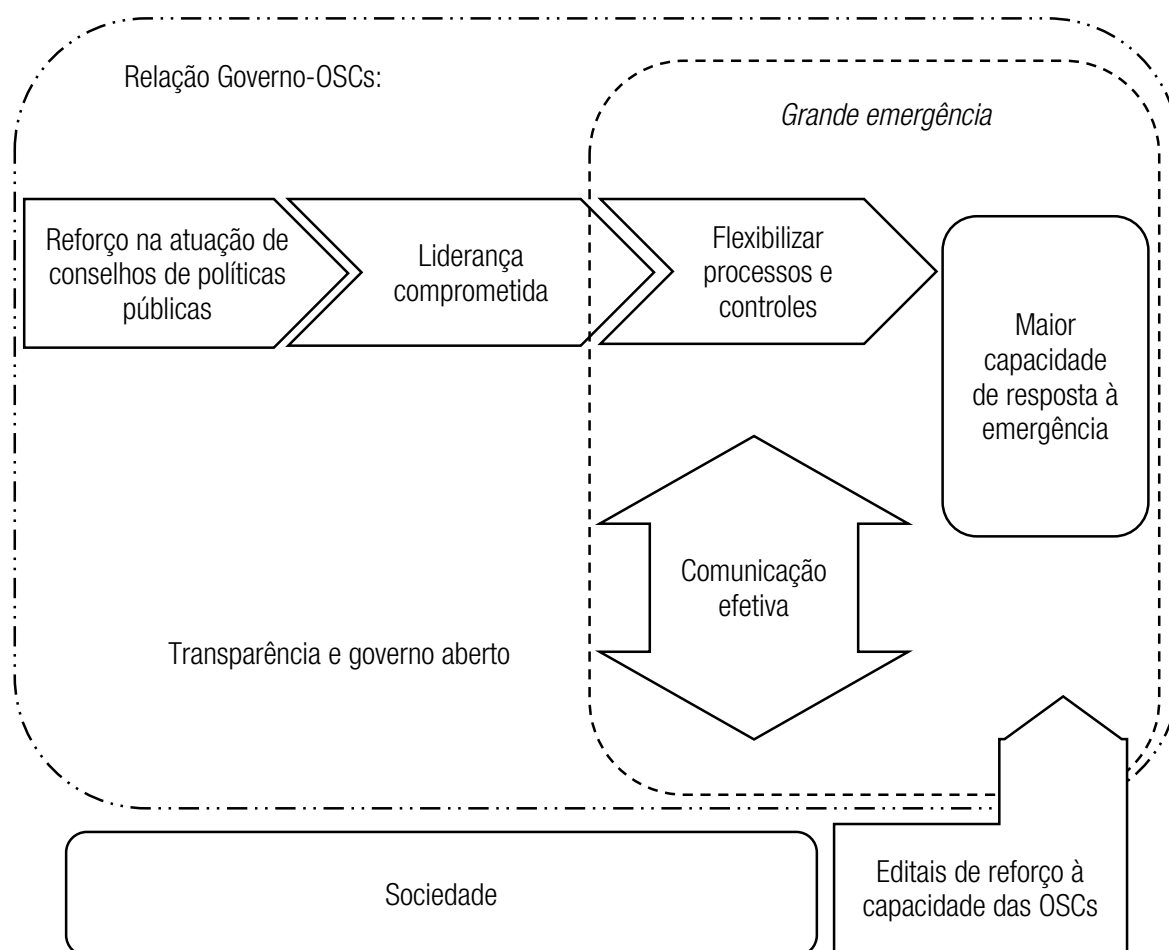 Relação Governo-OSCs:
Grande emergência
Reforço na atuação de
conselhos de políticas
públicas
Liderança
comprometida
Flexibilizar
processos e
controles
Maior
capacidade
de resposta à
emergência
Comunicação
efetiva
Transparência e governo aberto
Sociedade
Editais de reforço à
capacidade das OSCs